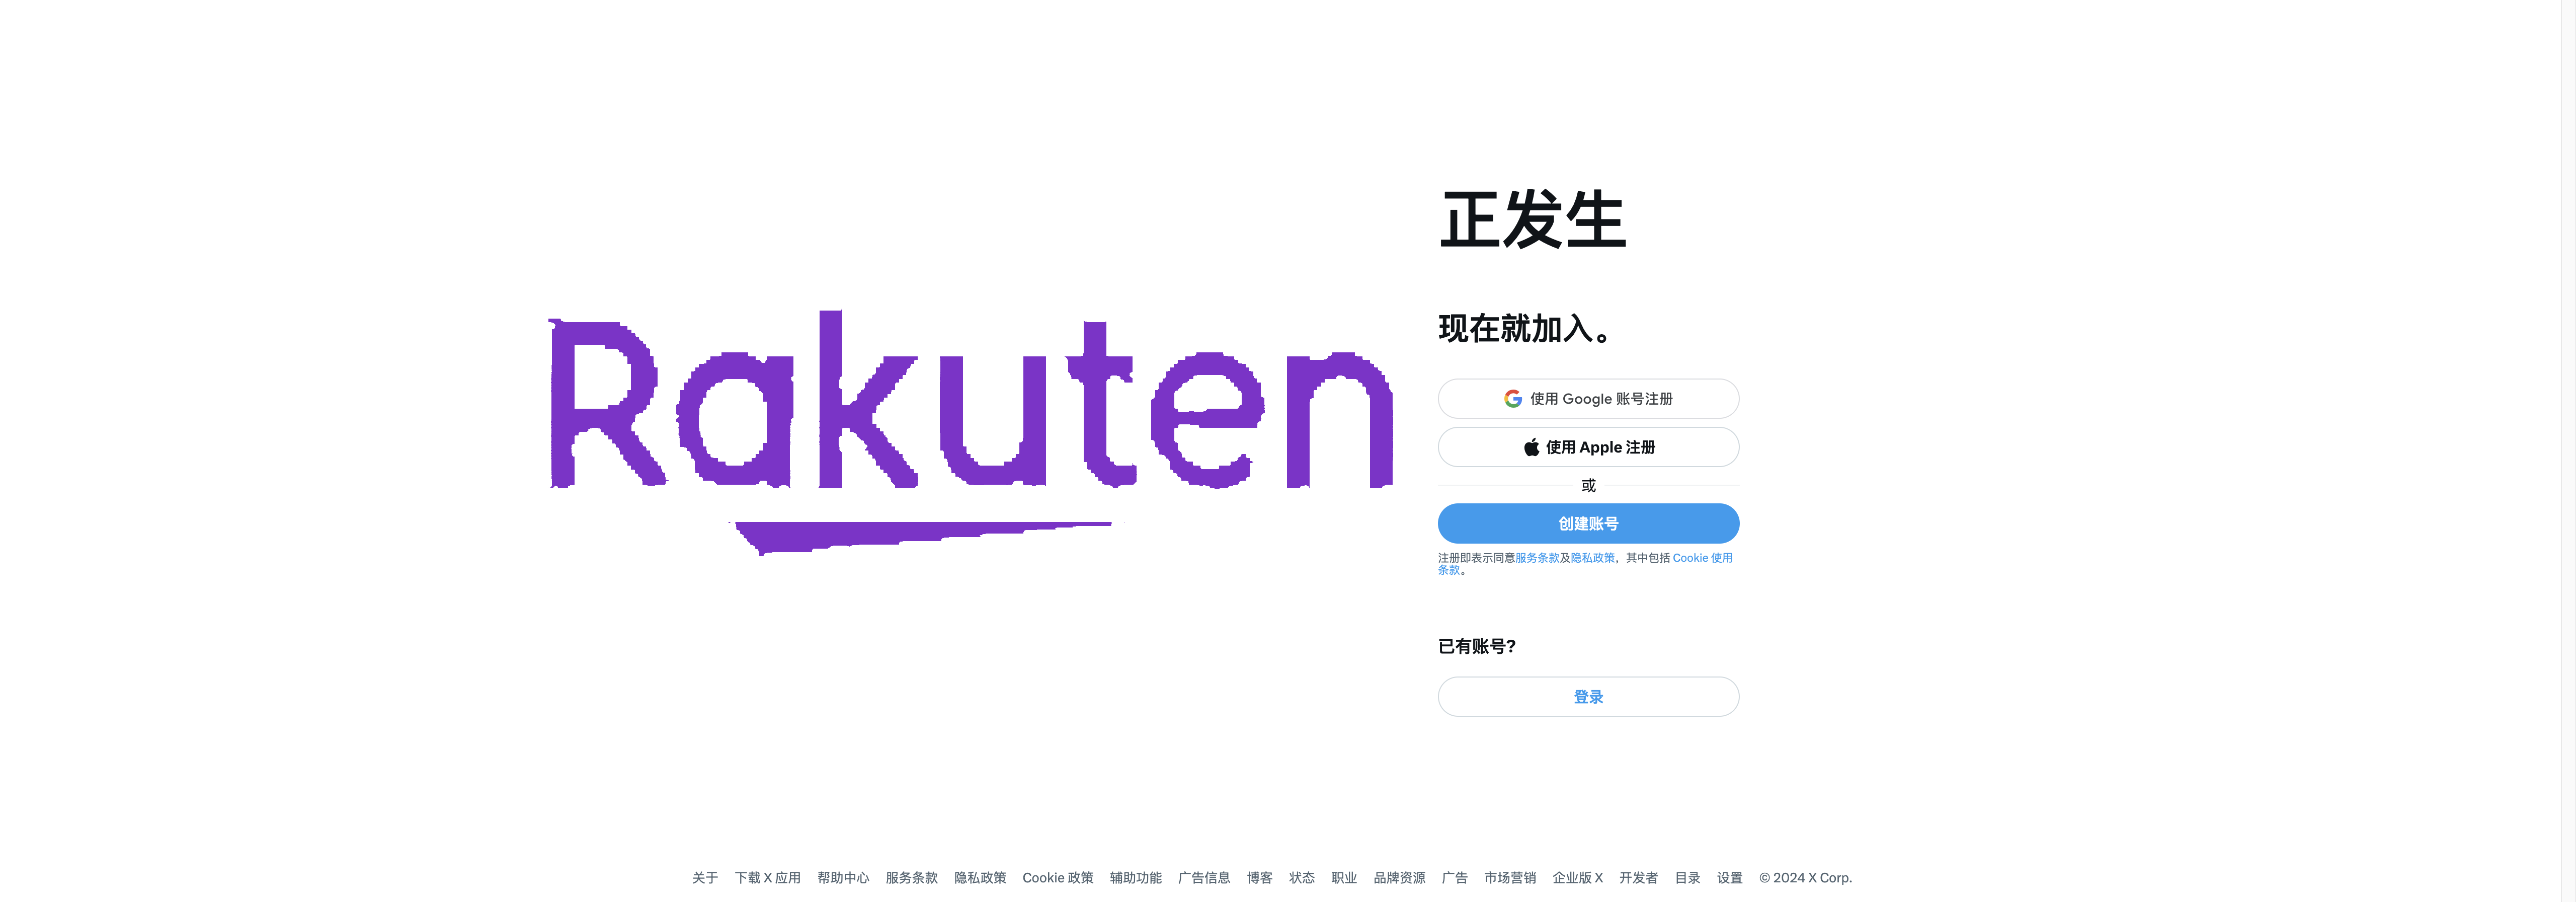 Rakuten
正发生
现在就加入。
使用 Google 账号注册
使用 Apple 注册
或
创建账号
注册即表示同意服务条款及隐私政策，其中包括 Cookie 使用
条款。
已有账号?
登录
关于 下载 X 应用 帮助中心 服务条款 隐私政策 Cookie 政策 辅助功能 广告信息 博客 状态 职业 品牌资源 广告 市场营销 企业版 X 开发者 目录 设置 © 2024 X Corp.